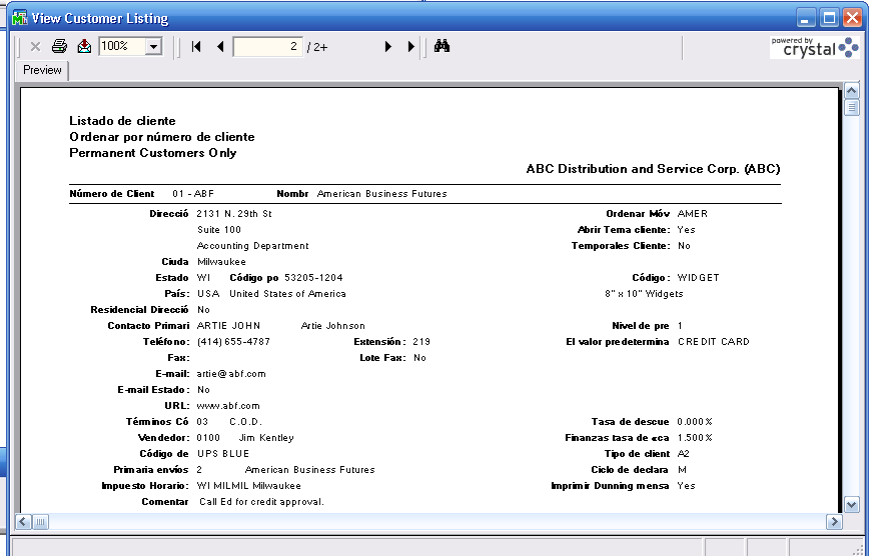 View Customer Listing
100% 2 / 2+ powered by crystal
Preview
Listado de cliente
Ordenar por número de cliente
Permanent Customers Only
ABC Distribution and Service Corp. (ABC)
Número de Client 01 - ABF Nombr American Business Futures
Direcció 2131 N. 29th St Ordenar Móv AMER
Suite 100 Abrir Tema cliente: Yes
Accounting Department Temporales Cliente: No
Ciuda Milwaukee
Estado WI Código po 53205-1204 Código: WIDGET
País: USA United States of America 8" x 10" Widgets
Residencial Direcció No
Contacto Primari ARTIE JOHN Artie Johnson Nivel de pre 1
Teléfono: (414) 655-4787 Extensión: 219 El valor predetermina CREDIT CARD
Fax: Lote Fax: No
E-mail: artie@abf.com
E-mail Estado: No
URL: www.abf.com
Términos Có 03 C.O.D. Tasa de descue 0.000%
Vendedor: 0100 Jim Kentley Finanzas tasa de 1.500%
Código de UPS BLUE Tipo de client A2
Primaria envíos 2 American Business Futures Ciclo de declara M
Impuesto Horario: WI MILMIL Milwaukee Imprimir Dunning mensa Yes
Comentar Call Ed for credit approval.